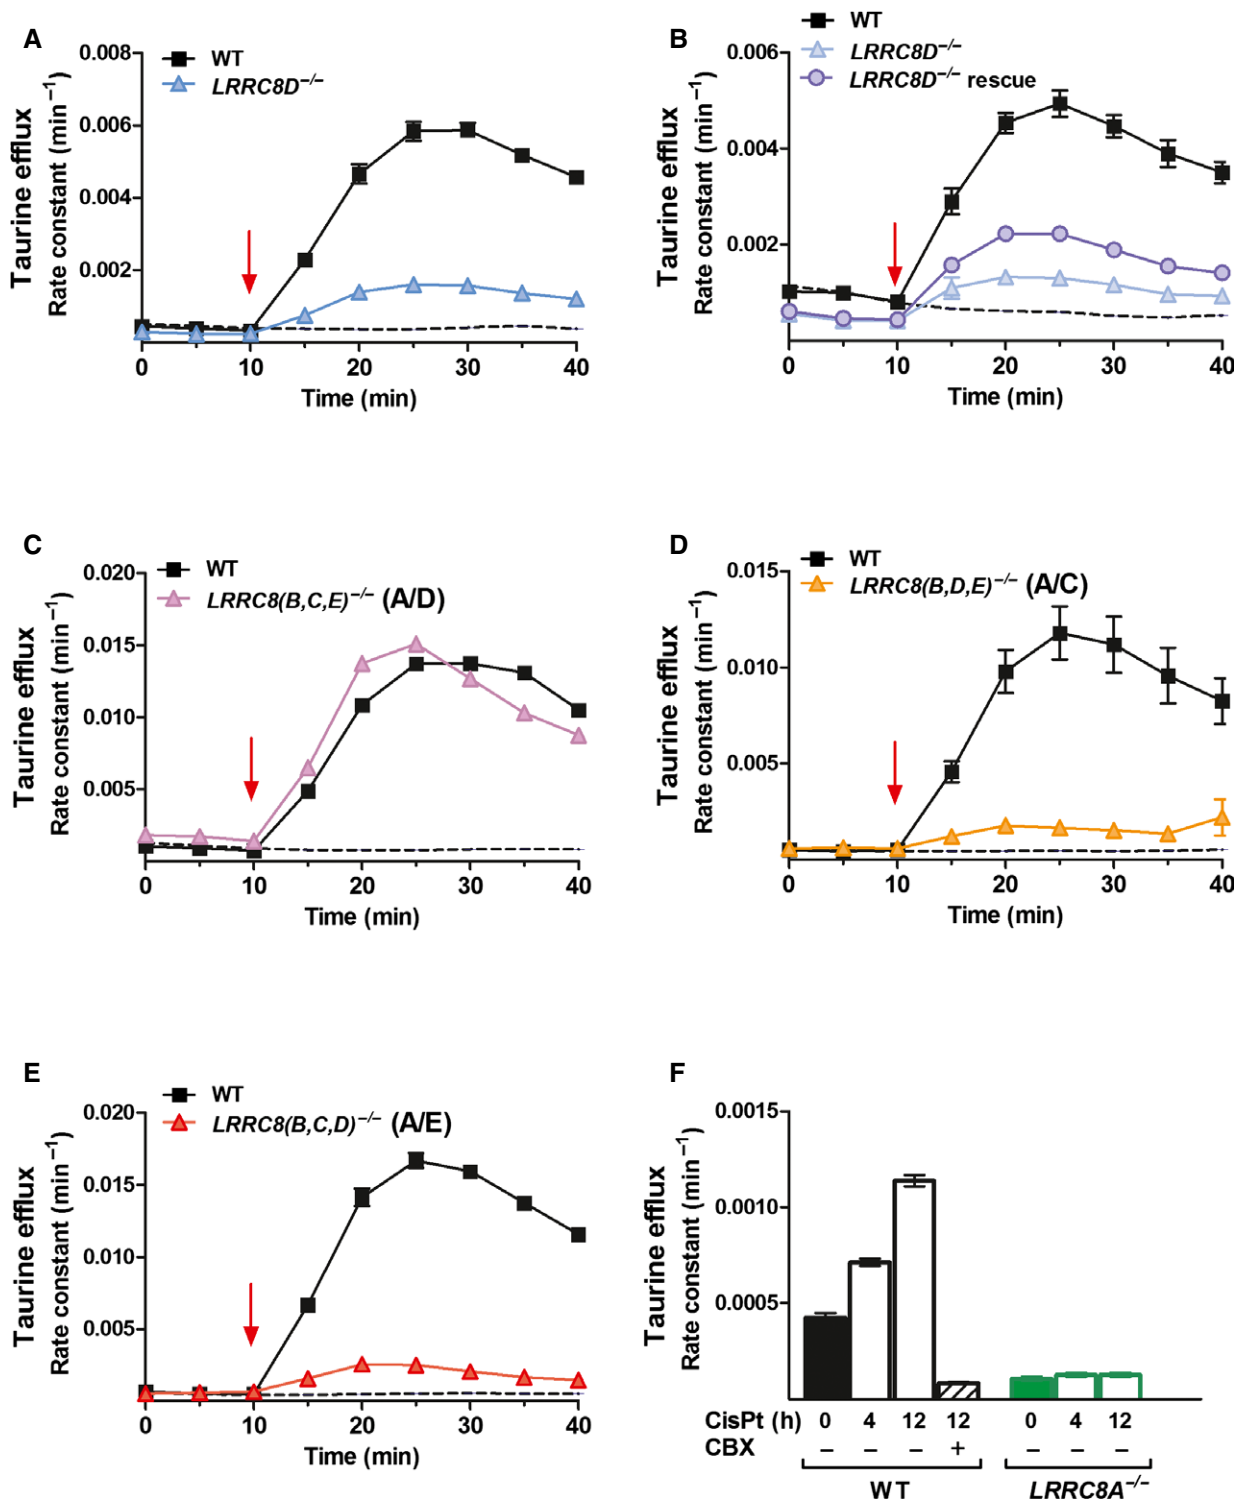 A
WT
LRRC8D−/−
Taurine efflux
Rate constant (min−1)
0.008
0.006
0.004
0.002
0 10 20 30 40
Time (min)
B
WT
LRRC8D−/−
LRRC8D−/− rescue
Taurine efflux
Rate constant (min−1)
0.006
0.004
0.002
0 10 20 30 40
Time (min)
C
WT
LRRC8(B,C,E)−/− (A/D)
Taurine efflux
Rate constant (min−1)
0.020
0.015
0.010
0.005
0 10 20 30 40
Time (min)
D
WT
LRRC8(B,D,E)−/− (A/C)
Taurine efflux
Rate constant (min−1)
0.015
0.010
0.005
0 10 20 30 40
Time (min)
E
WT
LRRC8(B,C,D)−/− (A/E)
Taurine efflux
Rate constant (min−1)
0.020
0.015
0.010
0.005
0 10 20 30 40
Time (min)
F
Taurine efflux
Rate constant (min−1)
0.0015
0.0010
0.0005
CisPt (h) 0 4 12 12 0 4 12
CBX − − − + − − −
WT LRRC8A−/−